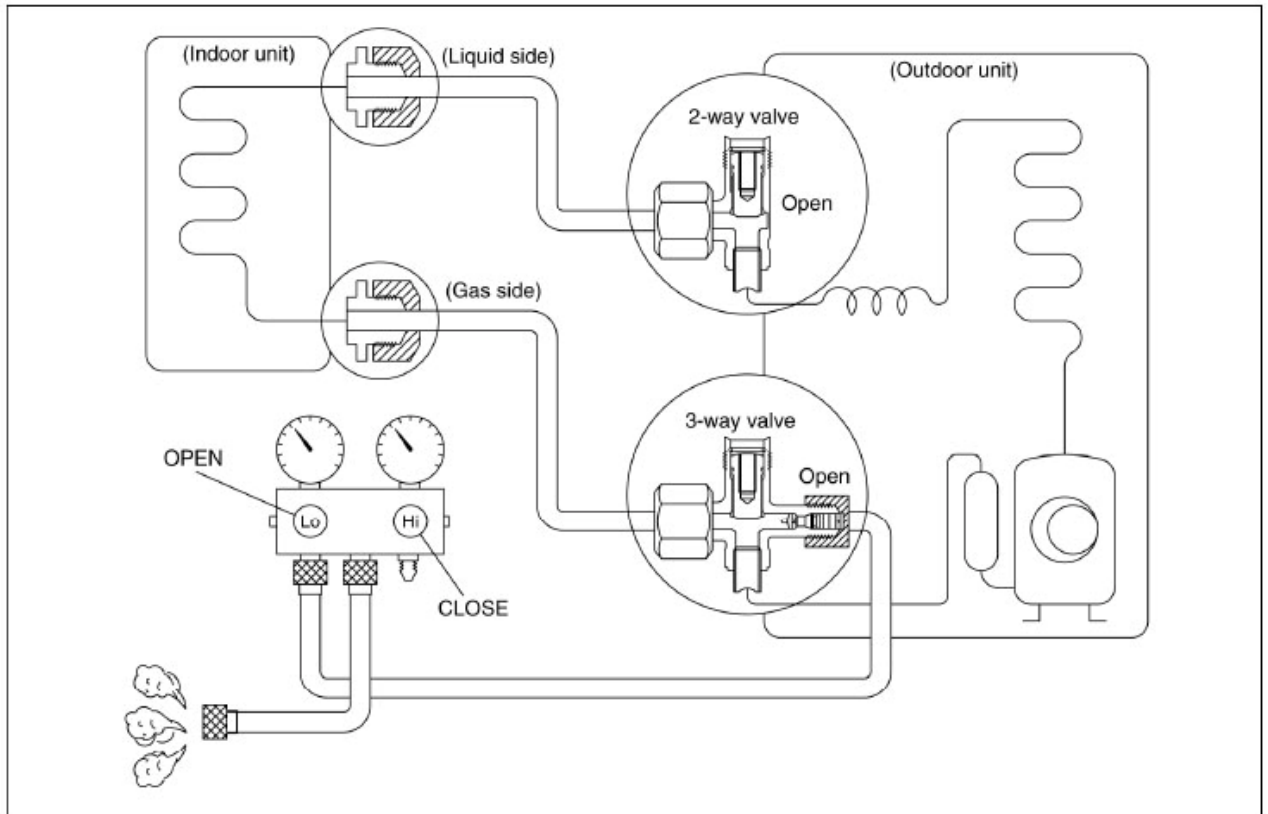 (Indoor unit)
(Liquid side)
(Outdoor unit)
2-way valve
Open
(Gas side)
3-way valve
Open
OPEN
Lo
Hi
CLOSE